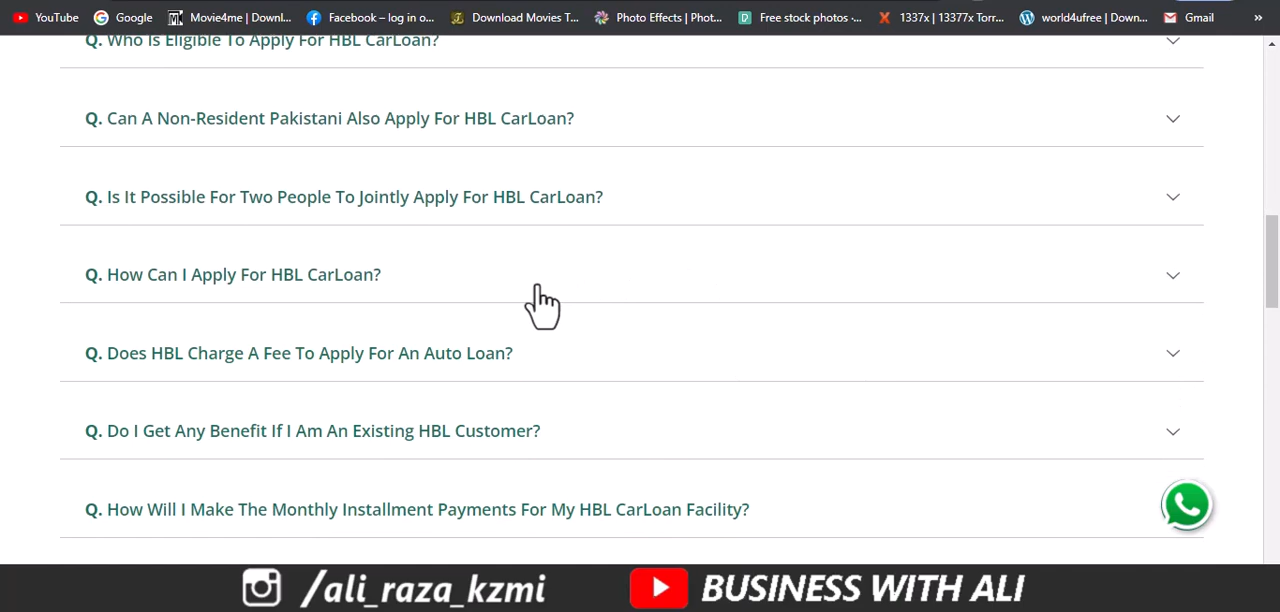 YouTube Google Movie4me | Downl... Facebook – log in o... Download Movies T... Photo Effects | Phot... Free stock photos -... 1337x | 13377x Torr... world4ufree | Down... Gmail »
Q. Who Is Eligible To Apply For HBL CarLoan?
Q. Can A Non-Resident Pakistani Also Apply For HBL CarLoan?
Q. Is It Possible For Two People To Jointly Apply For HBL CarLoan?
Q. How Can I Apply For HBL CarLoan?
Q. Does HBL Charge A Fee To Apply For An Auto Loan?
Q. Do I Get Any Benefit If I Am An Existing HBL Customer?
Q. How Will I Make The Monthly Installment Payments For My HBL CarLoan Facility?
/ali_raza_kzmi BUSINESS WITH ALI